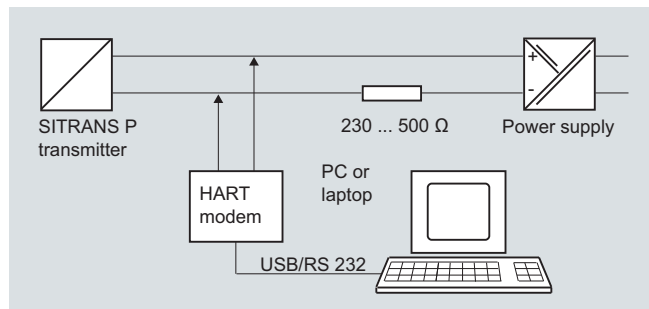 +
-
SITRANS P
transmitter
230 ... 500 Ω
Power supply
PC or
laptop
HART
modem
USB/RS 232